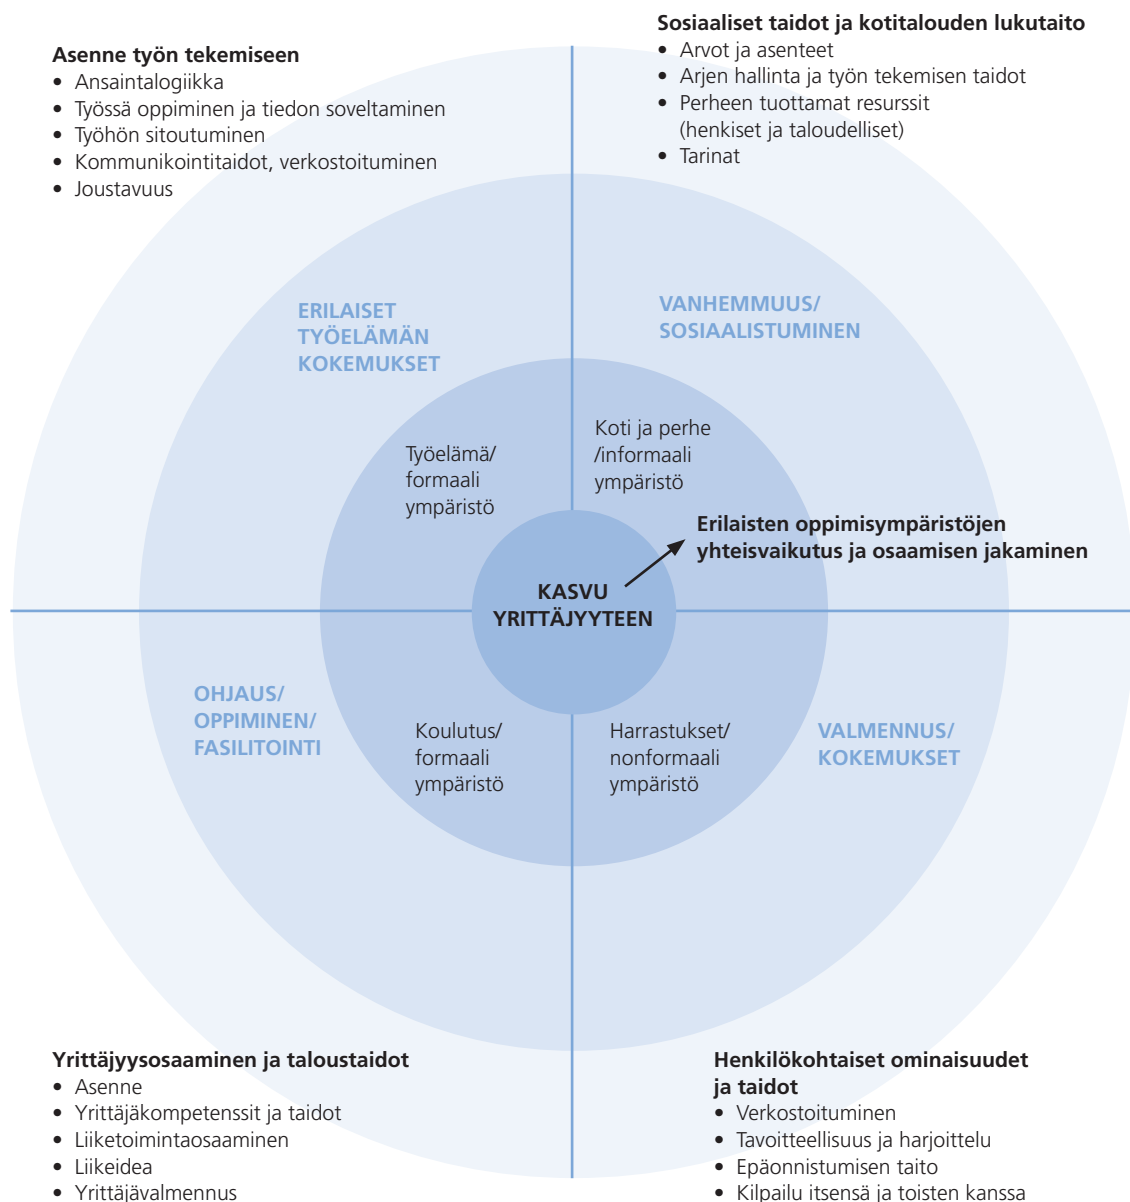 Asenne työn tekemiseen
• Ansaintalogiikka
• Työssä oppiminen ja tiedon soveltaminen
• Työhön sitoutuminen
• Kommunikointitaidot, verkostoituminen
• Joustavuus
Sosiaaliset taidot ja kotitalouden lukutaito
• Arvot ja asenteet
• Arjen hallinta ja työn tekemisen taidot
• Perheen tuottamat resurssit
(henkiset ja taloudelliset)
• Tarinat
ERILAISET
TYÖELÄMÄN
KOKEMUKSET
VANHEMMUUS/
SOSIAALISTUMINEN
Työelämä/
formaali
ympäristö
Koti ja perhe
/informaali
ympäristö
Erilaisten oppimisympäristöjen
yhteisvaikutus ja osaamisen jakaminen
KASVU
YRITTÄJYYTEEN
OHJAUS/
OPPIMINEN/
FASILITOINTI
Koulutus/
formaali
ympäristö
Harrastukset/
nonformaali
ympäristö
VALMENNUS/
KOKEMUKSET
Yrittäjyysosaaminen ja taloustaidot
• Asenne
• Yrittäjäkompetenssit ja taidot
• Liiketoimintaosaaminen
• Liikeidea
• Yrittäjävalmennus
Henkilökohtaiset ominaisuudet
ja taidot
• Verkostoituminen
• Tavoitteellisuus ja harjoittelu
• Epäonnistumisen taito
• Kilpailu itsensä ja toisten kanssa